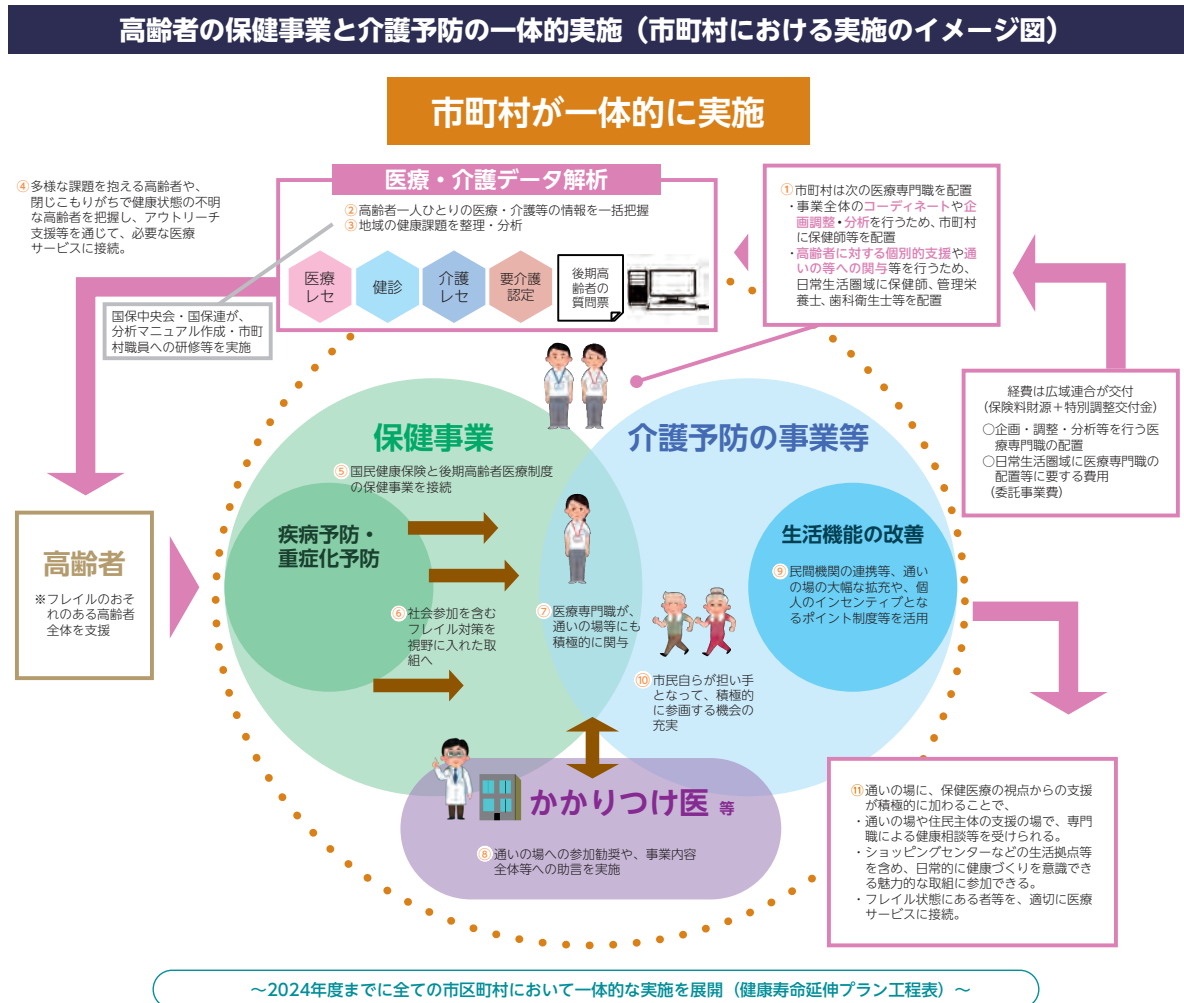 高齢者の保健事業と介護予防の一体的実施（市町村における実施のイメージ図）
市町村が一体的に実施
④多様な課題を抱える高齢者や、
閉じこもりがちで健康状態の不明
な高齢者を把握し、アウトリーチ
支援等を通じて、必要な医療
サービスに接続。
医療・介護データ解析
②高齢者一人ひとりの医療・介護等の情報を一括把握
③地域の健康課題を整理・分析
医療
レセ
健診
介護
レセ
要介護
認定
後期高
齢者の
質問票
国保中央会・国保連が、
分析マニュアル作成・市町
村職員への研修等を実施
①市町村は次の医療専門職を配置
・事業全体のコーディネートや企
画調整・分析を行うため、市町村
に保健師等を配置
・高齢者に対する個別的支援や通
いの等への関与等を行うため、
日常生活圏域に保健師、管理栄
養士、歯科衛生士等を配置
経費は広域連合が交付
（保険料財源＋特別調整交付金）
○企画・調整・分析等を行う医
療専門職の配置
○日常生活圏域に医療専門職の
配置等に要する費用
（委託事業費）
保健事業
⑤国民健康保険と後期高齢者医療制度
の保健事業を接続
介護予防の事業等
高齢者
※フレイルのおそ
れのある高齢者
全体を支援
疾病予防・
重症化予防
⑥社会参加を含む
フレイル対策を
視野に入れた取
組へ
⑦医療専門職が、
通いの場等にも
積極的に関与
生活機能の改善
⑨民間機関の連携等、通い
の場の大幅な拡充や、個
人のインセンティブとな
るポイント制度等を活用
⑩市民自らが担い手
となって、積極的
に参画する機会の
充実
かかりつけ医 等
⑧通いの場への参加勧奨や、事業内容
全体等への助言を実施
⑪通いの場に、保健医療の視点からの支援
が積極的に加わることで、
・通いの場や住民主体の支援の場で、専門
職による健康相談等を受けられる。
・ショッピングセンターなどの生活拠点等
を含め、日常的に健康づくりを意識でき
る魅力的な取組に参加できる。
・フレイル状態にある者等を、適切に医療
サービスに接続。
～2024年度までに全ての市区町村において一体的な実施を展開（健康寿命延伸プラン工程表）～